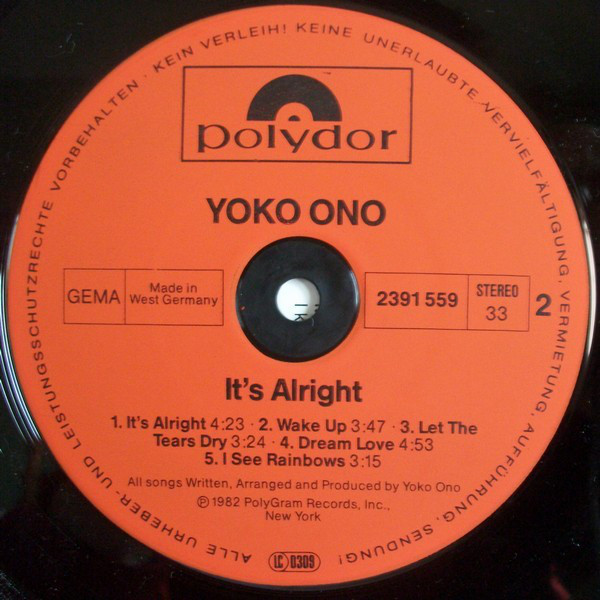 ALLE URHEBER- UND LEISTUNGSSCHUTZRECHTE VORBEHALTEN · KEIN VERLEIH! KEINE UNERLAUBTE VERVIELFÄLTIGUNG, VERMIETUNG, AUFFÜHRUNG, SENDUNG!
polydor
YOKO ONO
GEMA
Made in
West Germany
2391 559
STEREO
33
2
It's Alright
1. It's Alright 4:23 · 2. Wake Up 3:47 · 3. Let The
Tears Dry 3:24 · 4. Dream Love 4:53
5. I See Rainbows 3:15
All songs Written, Arranged and Produced by Yoko Ono
℗ 1982 PolyGram Records, Inc.,
New York
LC 0309